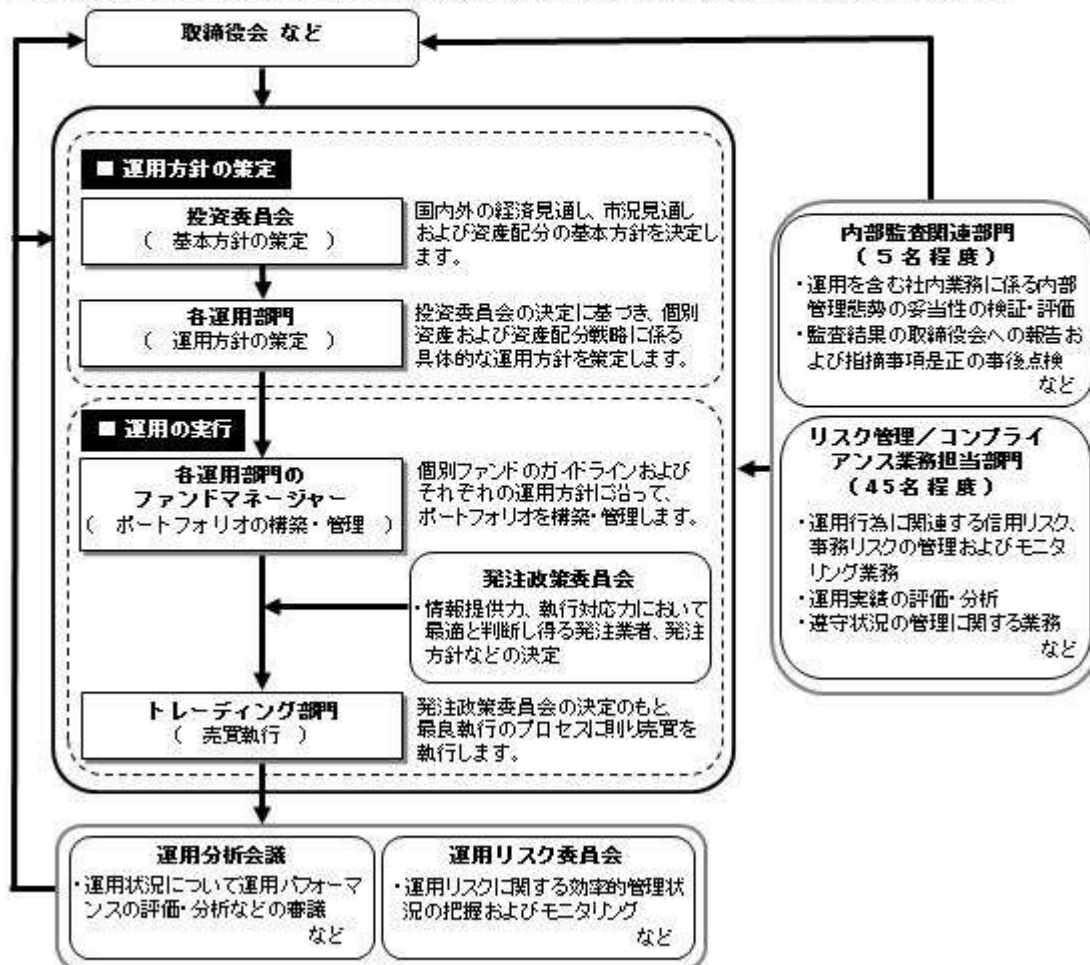 取締役会 など
■ 運用方針の策定
投資委員会
( 基本方針の策定 )
国内外の経済見通し、市況見通し
および資産配分の基本方針を決定し
ます。
各運用部門
( 運用方針の策定 )
投資委員会の決定に基づき、個別
資産および資産配分戦略に係る
具体的な運用方針を策定します。
■ 運用の実行
各運用部門の
ファンドマネージャー
( ポートフォリオの構築・管理 )
個別ファンドのガイドラインおよび
それぞれの運用方針に沿って、
ポートフォリオを構築・管理します。
発注政策委員会
・情報提供力、執行対応力において
最適と判断し得る発注業者、発注
方針などの決定
トレーディング部門
( 売買執行 )
発注政策委員会の決定のもと
最良執行のプロセスに則り売買を
執行します。
内部監査関連部門
(5名程度)
・運用を含む社内業務に係る内部
管理態勢の妥当性の検証・評価
・監査結果の取締役会への報告お
よび指摘事項是正の事後点検
など
リスク管理/コンプライ
アンス業務担当部門
(45名程度)
・運用行為に関連する信用リスク、
事務リスクの管理およびモニタ
リング業務
・運用実績の評価・分析
・遵守状況の管理に関する業務
など
運用分析会議
・運用状況について運用パフォーマ
ンスの評価・分析などの審議
など
運用リスク委員会
・運用リスクに関する効率的管理状
況の把握およびモニタリング
など